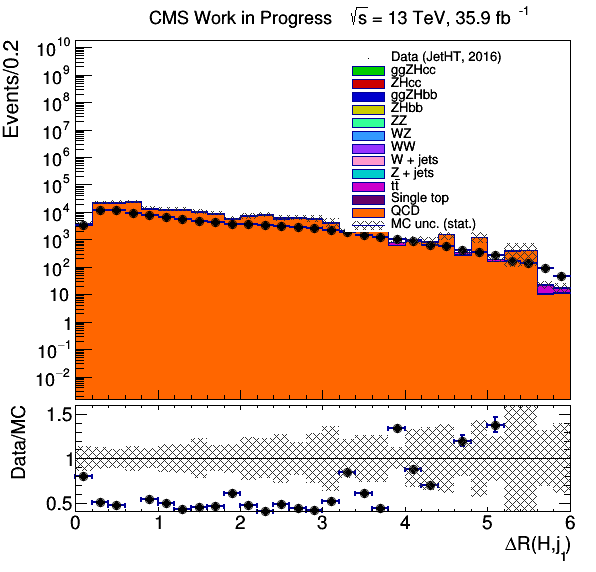 CMS Work in Progress √s = 13 TeV, 35.9 fb⁻¹
Events/0.2
10¹⁰
10⁹
10⁸
10⁷
10⁶
10⁵
10⁴
10³
10²
10
1
10⁻¹
10⁻²
Data (JetHT, 2016)
ggZHcc
ZHcc
ggZHbb
ZHbb
ZZ
WZ
WW
W + jets
Z + jets
tt̄
Single top
QCD
MC unc. (stat.)
Data/MC
1.5
1
0.5
0 1 2 3 4 5 6
ΔR(H,j₁)